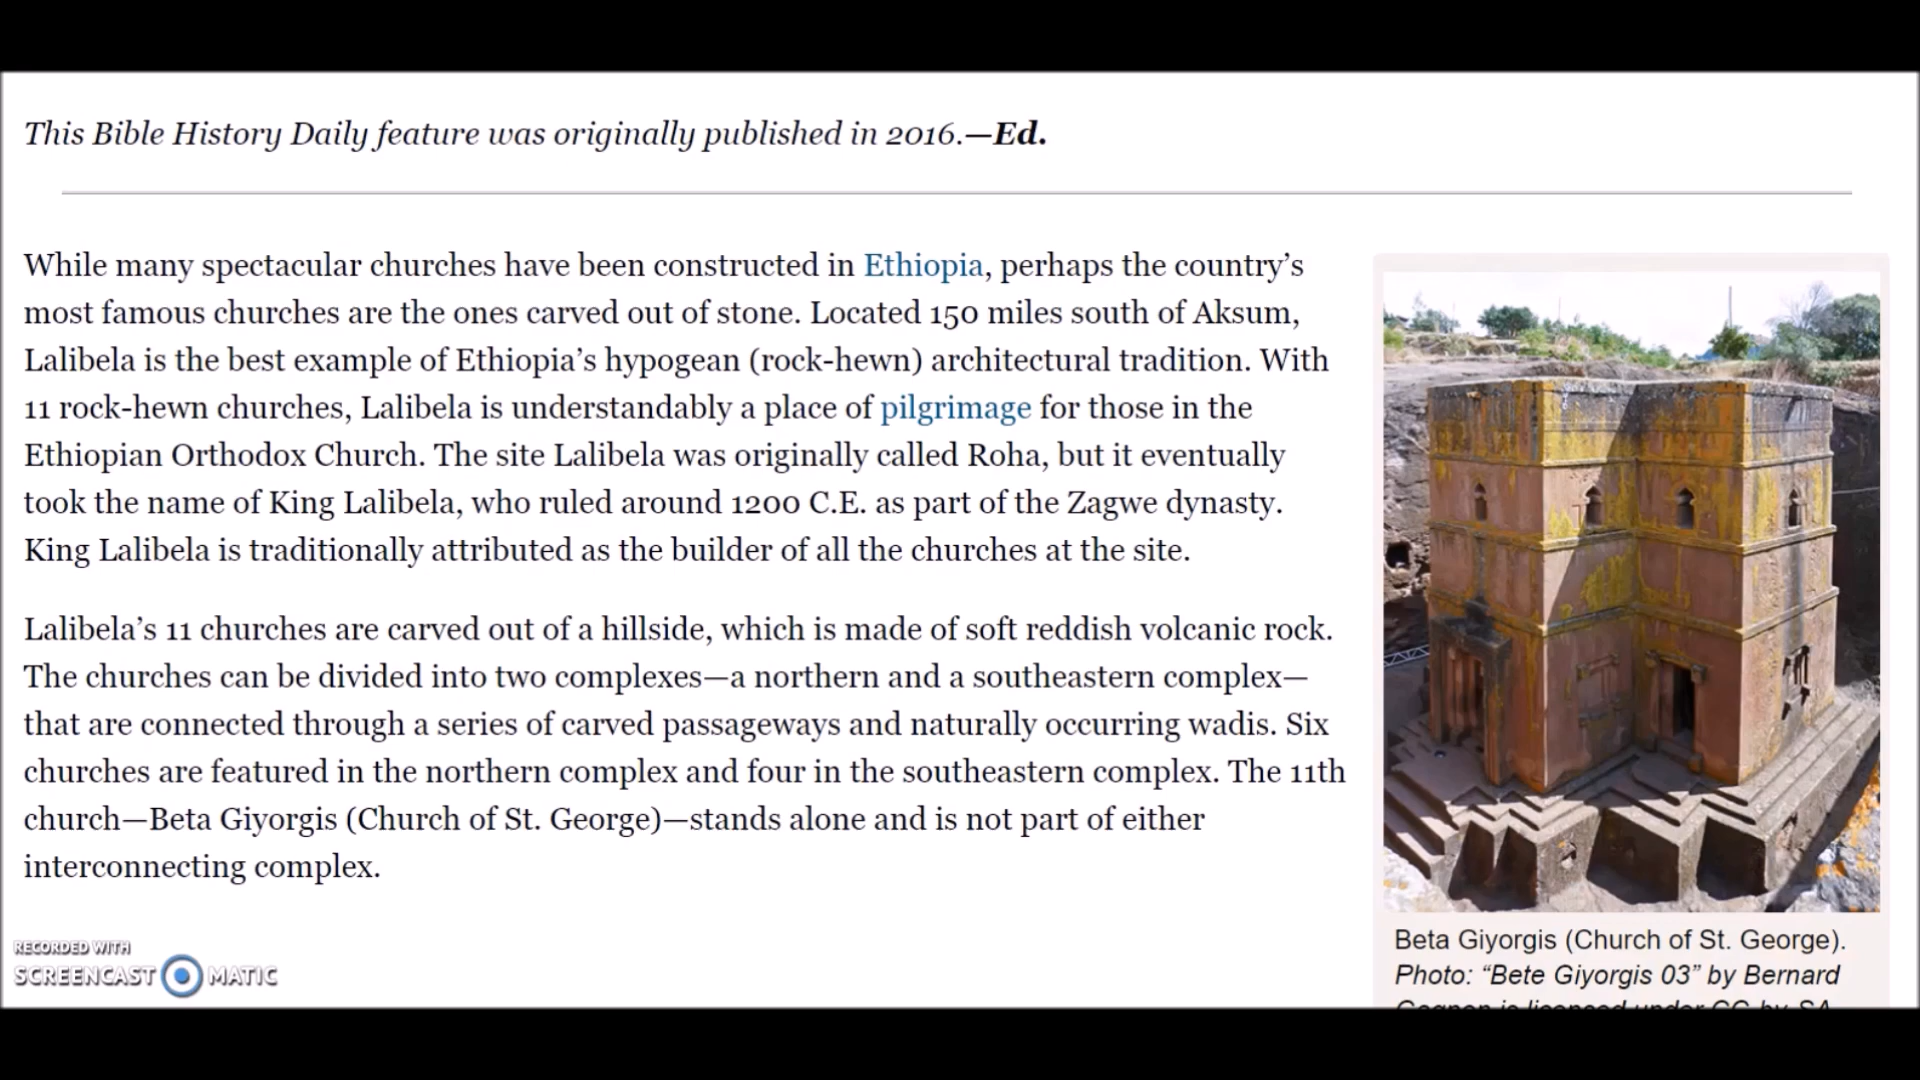 This Bible History Daily feature was originally published in 2016.—Ed.
While many spectacular churches have been constructed in Ethiopia, perhaps the country’s
most famous churches are the ones carved out of stone. Located 150 miles south of Aksum,
Lalibela is the best example of Ethiopia’s hypogean (rock-hewn) architectural tradition. With
11 rock-hewn churches, Lalibela is understandably a place of pilgrimage for those in the
Ethiopian Orthodox Church. The site Lalibela was originally called Roha, but it eventually
took the name of King Lalibela, who ruled around 1200 C.E. as part of the Zagwe dynasty.
King Lalibela is traditionally attributed as the builder of all the churches at the site.
Lalibela’s 11 churches are carved out of a hillside, which is made of soft reddish volcanic rock.
The churches can be divided into two complexes—a northern and a southeastern complex—
that are connected through a series of carved passageways and naturally occurring wadis. Six
churches are featured in the northern complex and four in the southeastern complex. The 11th
church—Beta Giyorgis (Church of St. George)—stands alone and is not part of either
interconnecting complex.
Beta Giyorgis (Church of St. George).
Photo: “Bete Giyorgis 03” by Bernard
Gagnon is licensed under CC by-SA
RECORDED WITH
SCREENCAST MATIC